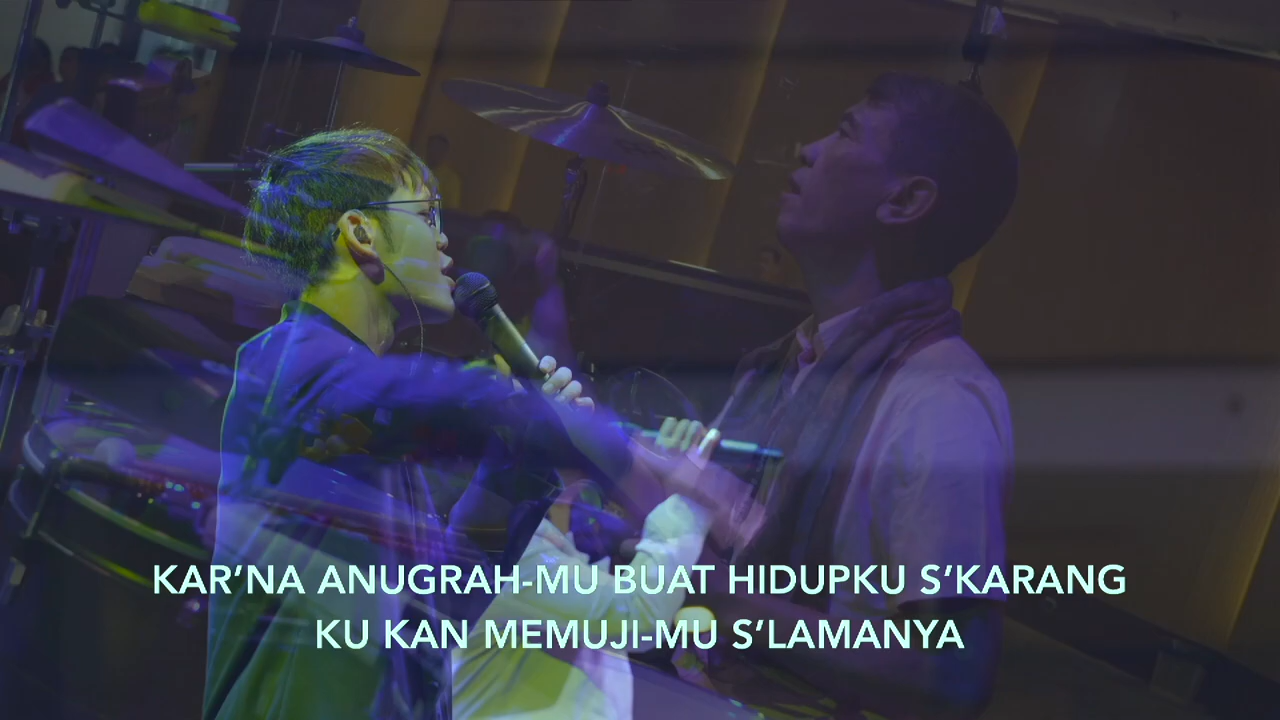 KAR’NA ANUGRAH-MU BUAT HIDUPKU S’KARANG
KU KAN MEMUJI-MU S’LAMANYA